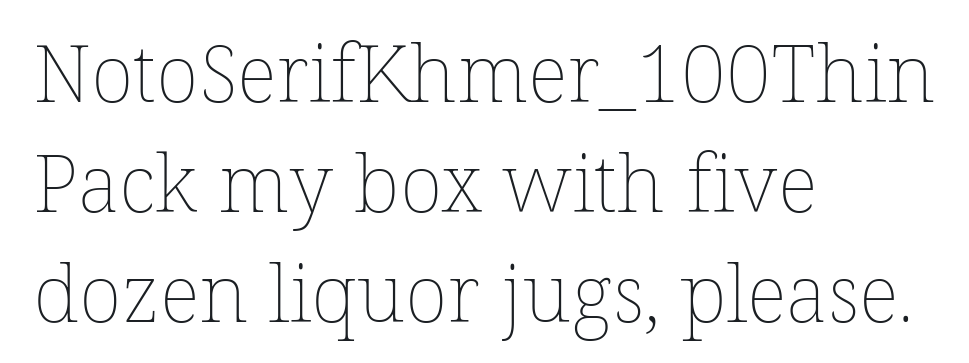 NotoSerifKhmer_100Thin
Pack my box with five
dozen liquor jugs, please.